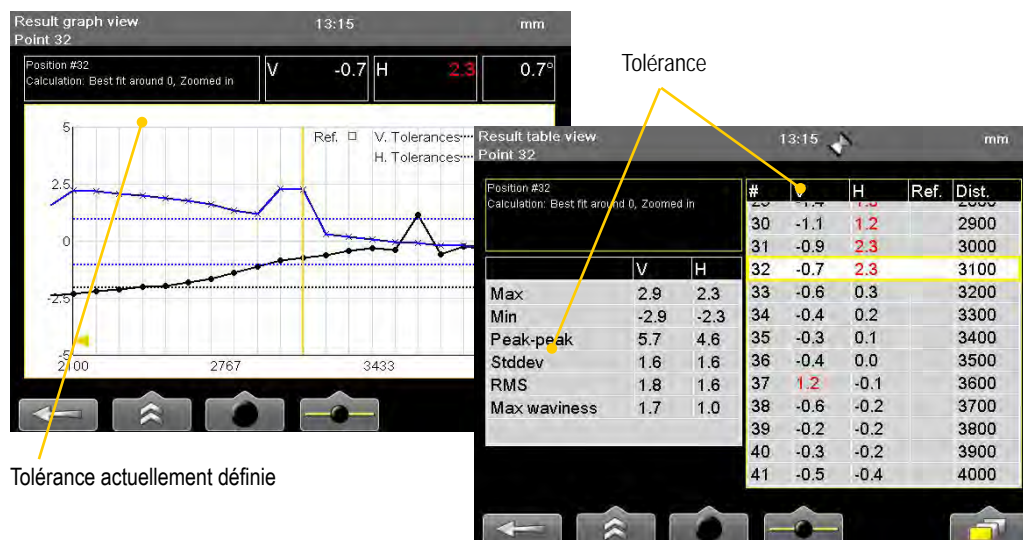 Result graph view 13:15 mm
Point 32
Position #32
Calculation: Best fit around 0, Zoomed in
V -0.7 H 2.3 0.7°
Ref. V. Tolerances
H. Tolerances
5
2.5
0
-2.5
-5
2100 2767 3433
Tolérance actuellement définie
Tolérance
Result table view 13:15 mm
Point 32
Position #32
Calculation: Best fit around 0, Zoomed in
V H
Max 2.9 2.3
Min -2.9 -2.3
Peak-peak 5.7 4.6
Stddev 1.6 1.6
RMS 1.8 1.6
Max waviness 1.7 1.0
# V H Ref. Dist.
30 -1.1 1.2 2900
31 -0.9 2.3 3000
32 -0.7 2.3 3100
33 -0.6 0.3 3200
34 -0.4 0.2 3300
35 -0.3 0.1 3400
36 -0.4 0.0 3500
37 1.2 -0.1 3600
38 -0.6 -0.2 3700
39 -0.2 -0.2 3800
40 -0.3 -0.2 3900
41 -0.5 -0.4 4000